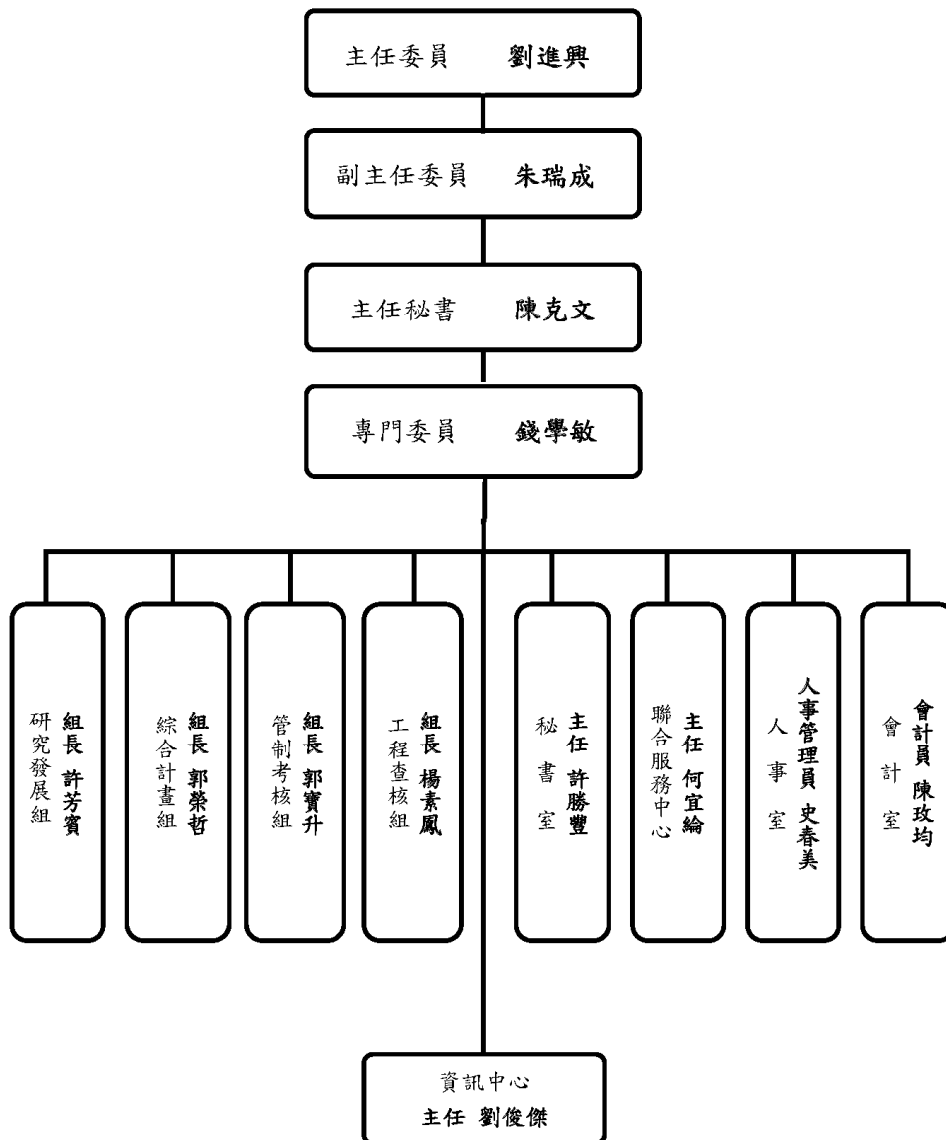 主任委員 劉進興
副主任委員 朱瑞成
主任秘書 陳克文
專門委員 錢學敏
研究發展組
組長 許芳賓
綜合計畫組
組長 郭榮哲
管制考核組
組長 郭寶升
工程查核組
組長 楊素鳳
秘書室
主任 許勝豐
聯合服務中心
主任 何宜綸
人事室
人事管理員 史春美
會計室
會計員 陳玫均
資訊中心
主任 劉俊傑